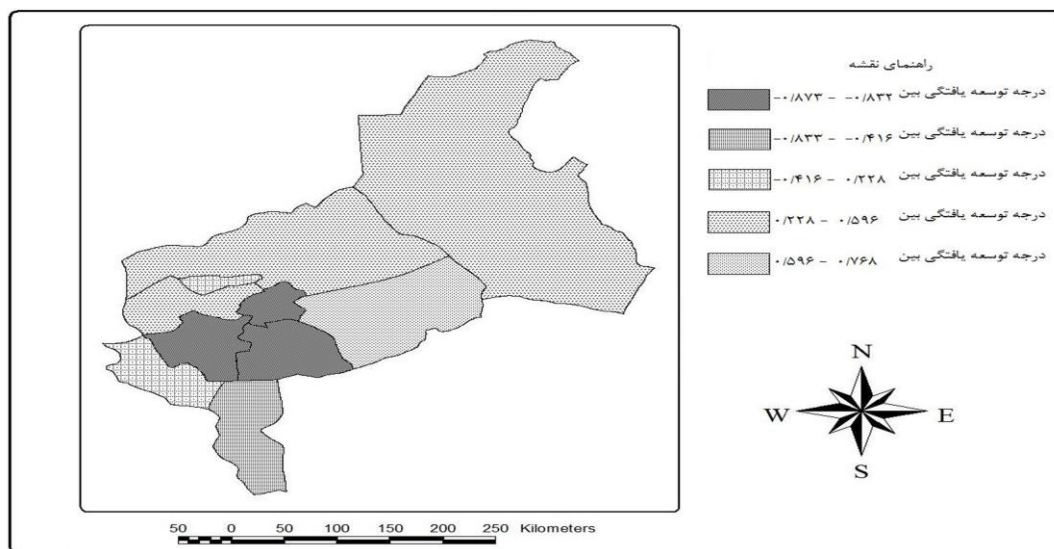 راهنمای نقشه
درجه توسعه یافتگی بین -۰/۸۷۳ - -۰/۸۳۲
درجه توسعه یافتگی بین -۰/۸۳۳ - -۰/۴۱۶
درجه توسعه یافتگی بین -۰/۴۱۶ - ۰/۲۲۸
درجه توسعه یافتگی بین ۰/۲۲۸ - ۰/۵۹۶
درجه توسعه یافتگی بین ۰/۵۹۶ - ۰/۷۶۸
N
W E
S
50 0 50 100 150 200 250 Kilometers